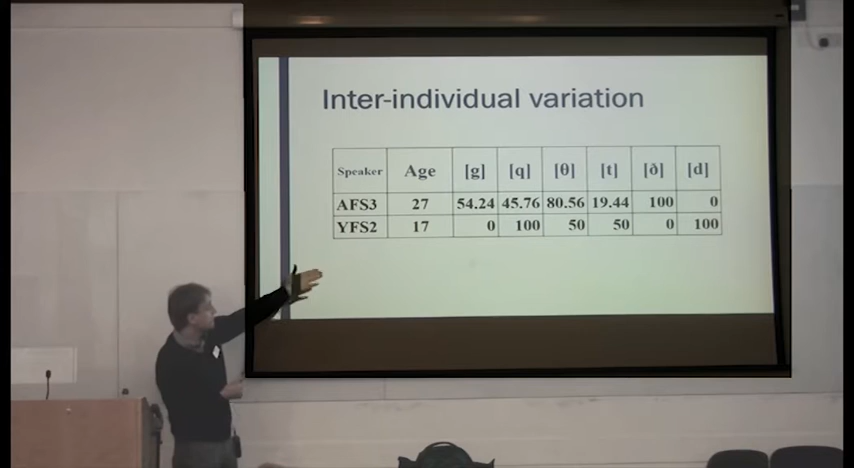 Inter-individual variation
Speaker Age [g] [q] [θ] [t] [ð] [d]
AFS3 27 54.24 45.76 80.56 19.44 100 0
YFS2 17 0 100 50 50 0 100